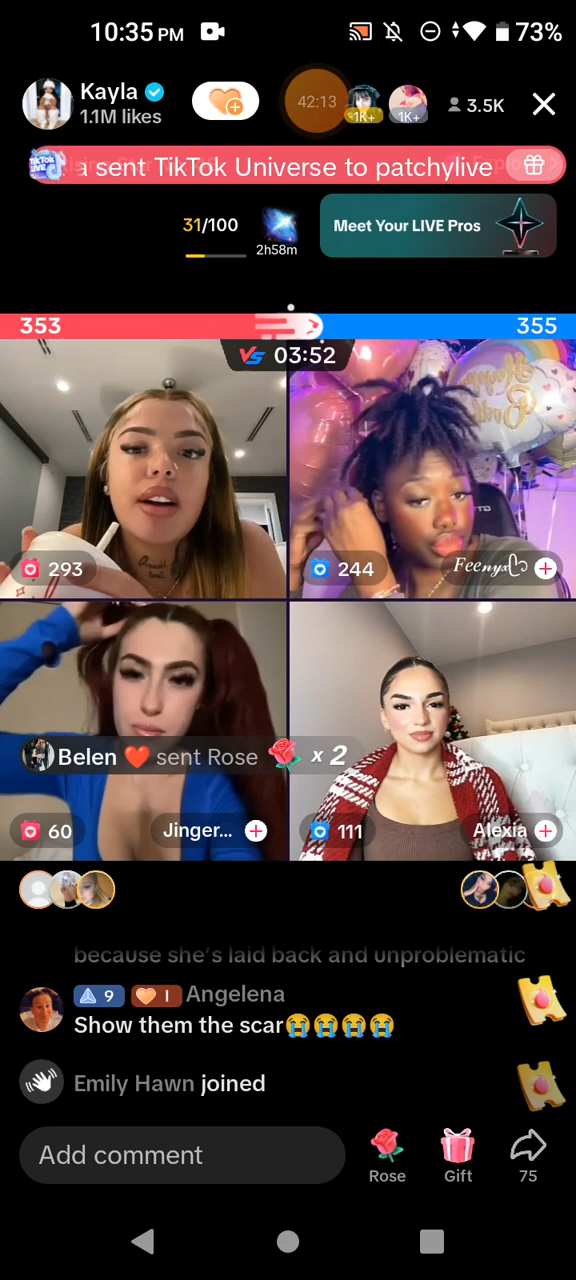 10:35 PM
73%
Kayla
1.1M likes
42:13
1K+
1K+
3.5K
a sent TikTok Universe to patchylive
31/100
2h58m
Meet Your LIVE Pros
353
355
VS 03:52
293
244
Feenyx
Belen ❤️ sent Rose 🌹 x 2
60
Jinger...
111
Alexia
because she's laid back and unproblematic
9
I
Angelena
Show them the scar😭😭😭😭
Emily Hawn joined
Add comment
Rose
Gift
75